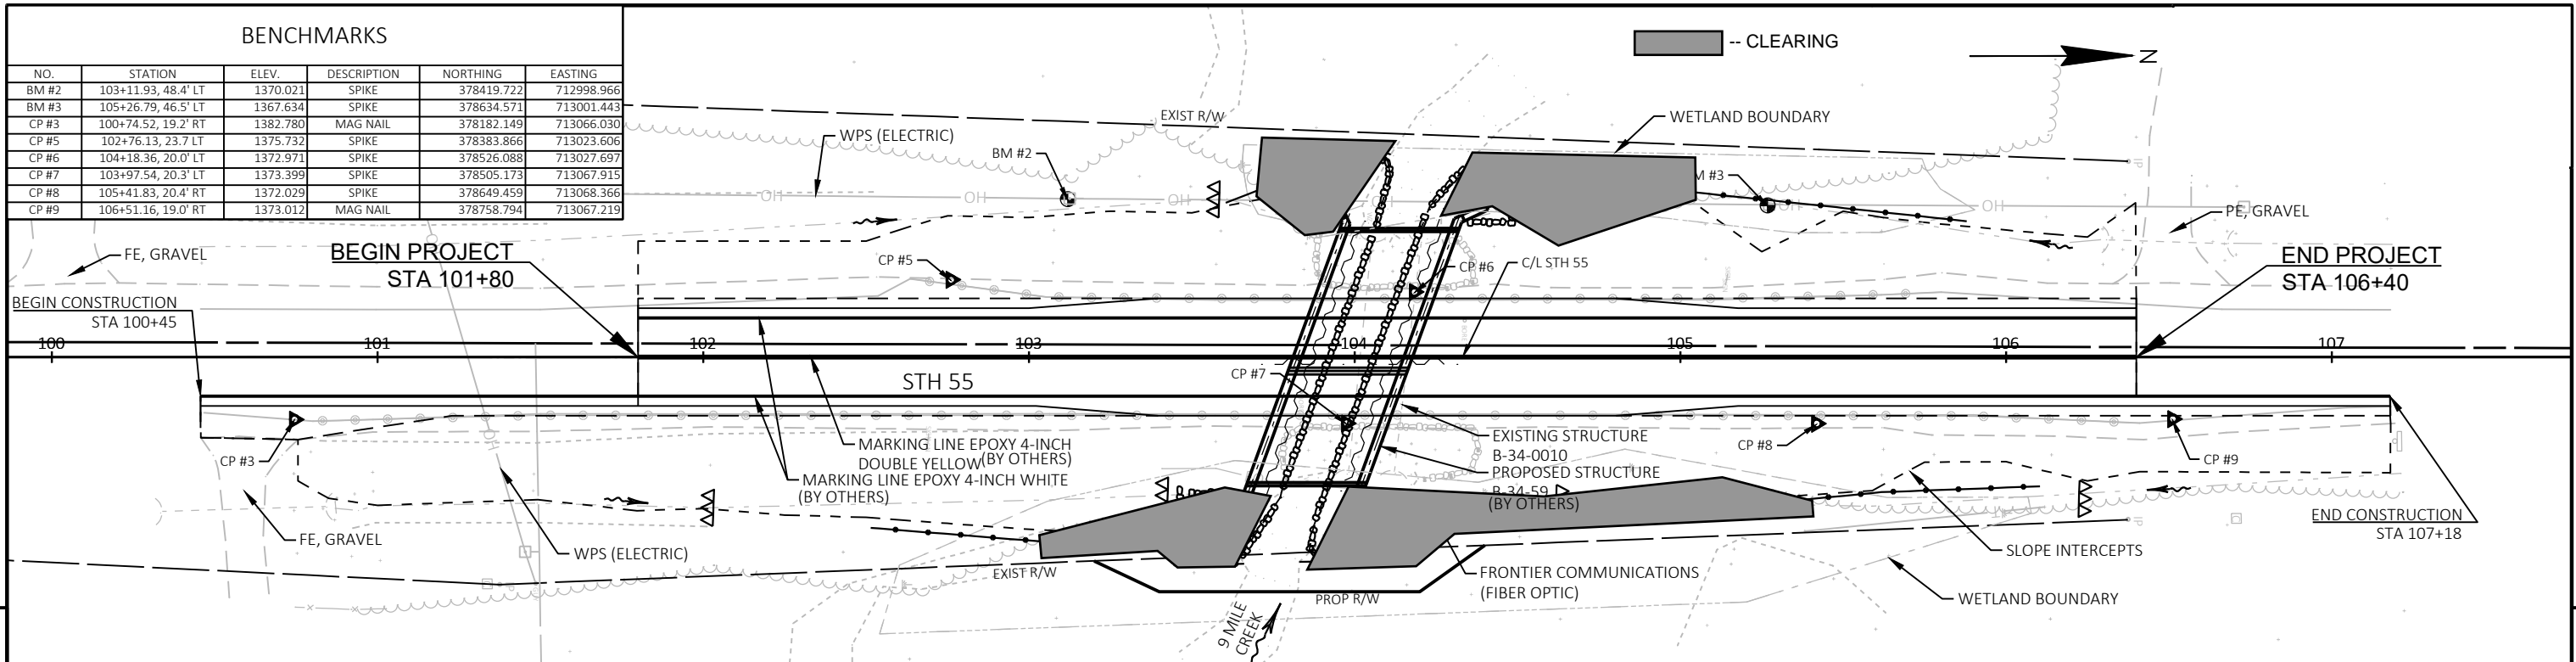 BENCHMARKS
NO. STATION ELEV. DESCRIPTION NORTHING EASTING
BM #2 103+11.93, 48.4' LT 1370.021 SPIKE 378419.722 712998.966
BM #3 105+26.79, 46.5' LT 1367.634 SPIKE 378634.571 713001.443
CP #3 100+74.52, 19.2' RT 1382.780 MAG NAIL 378182.149 713066.030
CP #5 102+76.13, 23.7 LT 1375.732 SPIKE 378383.866 713023.606
CP #6 104+18.36, 20.0' LT 1372.971 SPIKE 378526.088 713027.697
CP #7 103+97.54, 20.3' LT 1373.399 SPIKE 378505.173 713067.915
CP #8 105+41.83, 20.4' RT 1372.029 SPIKE 378649.459 713068.366
CP #9 106+51.16, 19.0' RT 1373.012 MAG NAIL 378758.794 713067.219
-- CLEARING
N
EXIST R/W
WETLAND BOUNDARY
WPS (ELECTRIC)
BM #2
M #3
OH
OH
OH
OH
OH
OH
PE, GRAVEL
FE, GRAVEL
BEGIN PROJECT
STA 101+80
CP #5
CP #6
C/L STH 55
END PROJECT
STA 106+40
BEGIN CONSTRUCTION
STA 100+45
100
101
102
103
104
105
106
107
STH 55
CP #7
MARKING LINE EPOXY 4-INCH
DOUBLE YELLOW (BY OTHERS)
MARKING LINE EPOXY 4-INCH WHITE
(BY OTHERS)
EXISTING STRUCTURE
B-34-0010
PROPOSED STRUCTURE
B-34-59
(BY OTHERS)
CP #3
CP #8
CP #9
FE, GRAVEL
WPS (ELECTRIC)
END CONSTRUCTION
STA 107+18
SLOPE INTERCEPTS
EXIST R/W
FRONTIER COMMUNICATIONS
(FIBER OPTIC)
PROP R/W
WETLAND BOUNDARY
9 MILE
CREEK